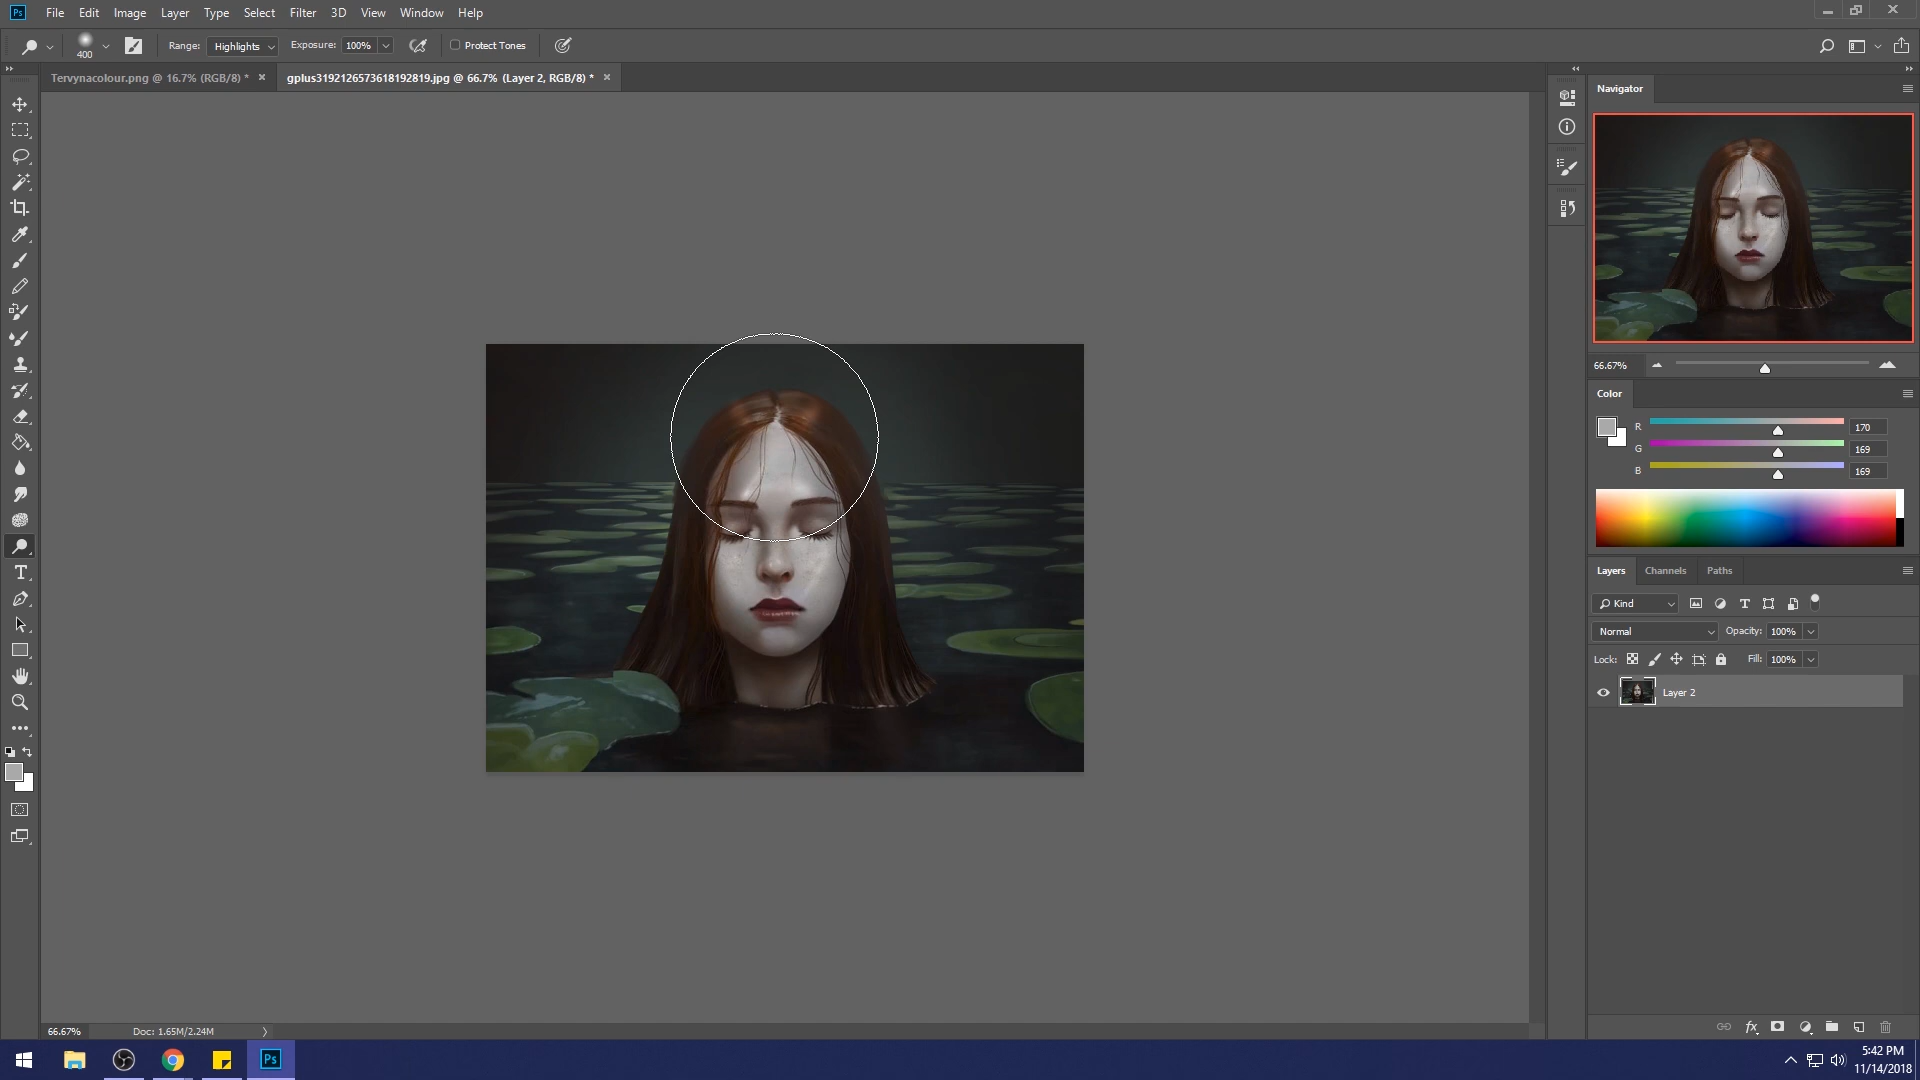 Ps File Edit Image Layer Type Select Filter 3D View Window Help
400 Range: Highlights Exposure: 100% Protect Tones
Tervynacolour.png @ 16.7% (RGB/8) * × gplus3192126573618192819.jpg @ 66.7% (Layer 2, RGB/8) * ×
Navigator
66.67%
Color
R 170
G 169
B 169
Layers Channels Paths
Kind
Normal Opacity: 100%
Lock: Fill: 100%
Layer 2
66.67% Doc: 1.65M/2.24M
Ps
5:42 PM
11/14/2018